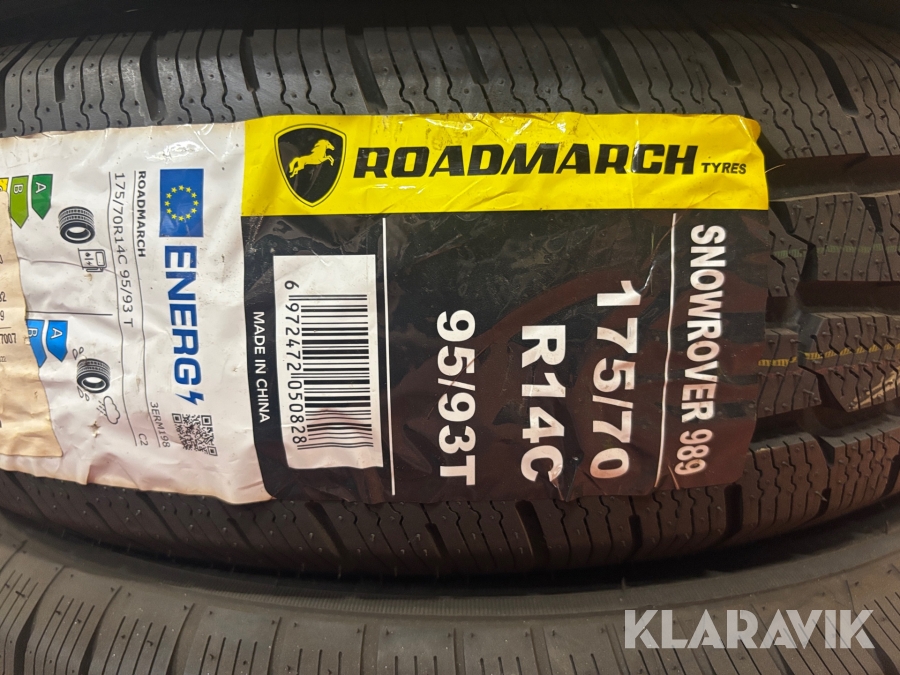 ROADMARCH TYRES
SNOWROVER 989
175/70
R14C
95/93T
6 972472 050828
MADE IN CHINA
ENERG
ROADMARCH
175/70R14C 95/93 T
3ERM198
C2
A
B
A
B
7007
KLARAVIK